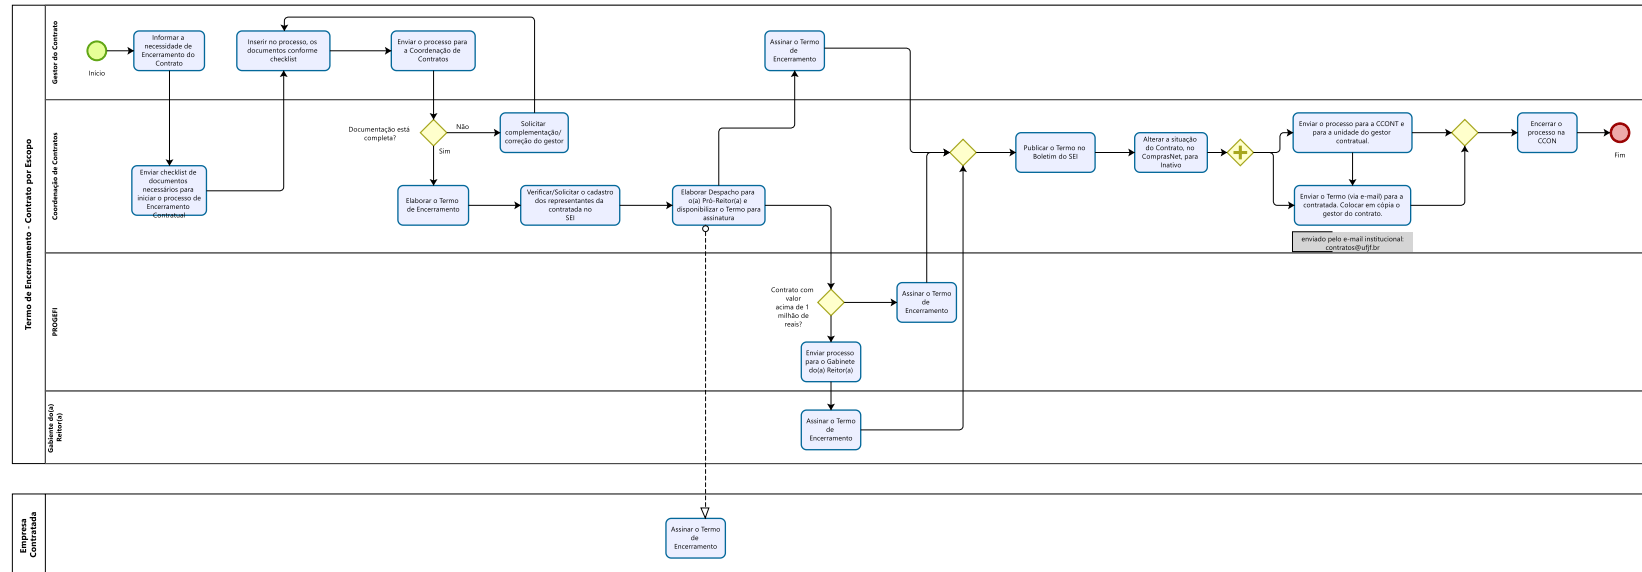 Termo de Encerramento - Contrato por Escopo
Gestor do Contrato
Início
Informar a
necessidade de
Encerramento do
Contrato
Inserir no processo, os
documentos conforme
checklist
Enviar o processo para
a Coordenação de
Contratos
Assinar o Termo
de
Encerramento
Coordenação de Contratos
Enviar checklist de
documentos
necessários para
iniciar o processo de
Encerramento
Contratual
Documentação está
completa?
Não
Sim
Solicitar
complementação/
correção do gestor
Elaborar o Termo
de Encerramento
Verificar/Solicitar o cadastro
dos representantes da
contratada no
SEI
Elaborar Despacho para
o(a) Pró-Reitor(a) e
disponibilizar o Termo para
assinatura
Publicar o Termo no
Boletim do SEI
Alterar a situação
do Contrato, no
ComprasNet, para
Inativo
Enviar o processo para a CCONT e
para a unidade do gestor
contratual.
Enviar o Termo (via e-mail) para a
contratada. Colocar em cópia o
gestor do contrato.
enviado pelo e-mail institucional:
contratos@ufjf.br
Encerrar o
processo na
CCON
Fim
PROGEFI
Contrato com
valor
acima de 1
milhão de
reais?
Assinar o Termo
de
Encerramento
Enviar processo
para o Gabinete
do(a) Reitor(a)
Gabiente do(a)
Reitor(a)
Assinar o Termo
de
Encerramento
Empresa
Contratada
Assinar o Termo
de
Encerramento